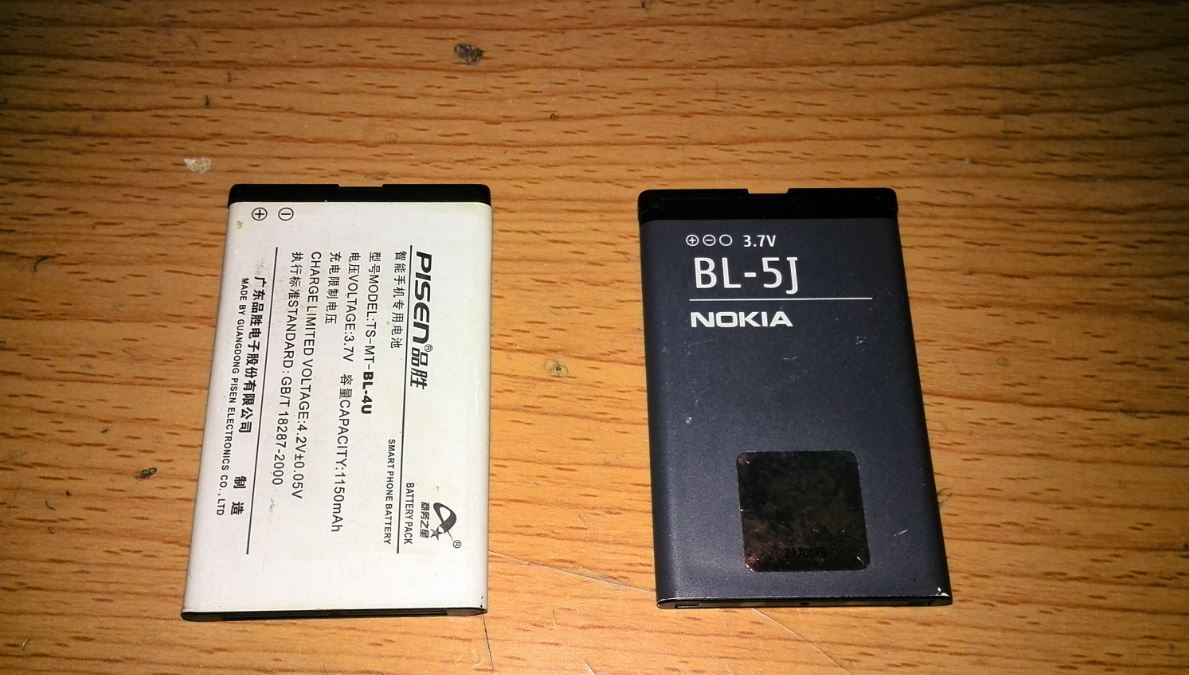 ⊕ ⊖
PISEN®品胜
智能手机专用电池
型号MODEL:TS-MT-BL-4U
电压VOLTAGE:3.7V 容量CAPACITY:1150mAh
充电限制电压
CHARGE LIMITED VOLTAGE:4.2V±0.05V
执行标准STANDARD:GB/T 18287-2000
广东品胜电子股份有限公司 制造
MADE BY GUANGDONG PISEN ELECTRONICS CO.,LTD
商务之星®
BATTERY PACK
SMART PHONE BATTERY
⊕⊖○ 3.7V
BL-5J
NOKIA